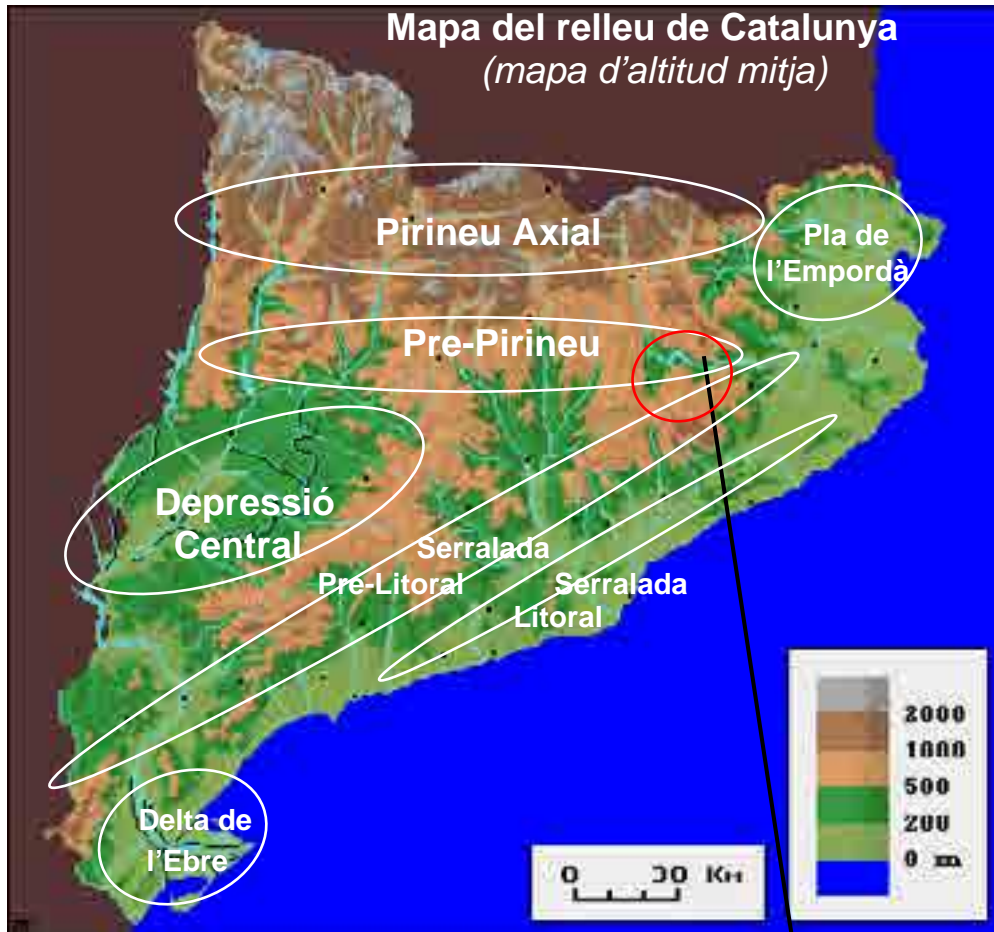 Mapa del relleu de Catalunya
(mapa d'altitud mitja)
Pirineu Axial
Pla de
l'Empordà
Pre-Pirineu
Depressió
Central
Serralada
Pre-Litoral
Serralada
Litoral
Delta de
l'Ebre
0 30 Km
2000
1000
500
200
0 m